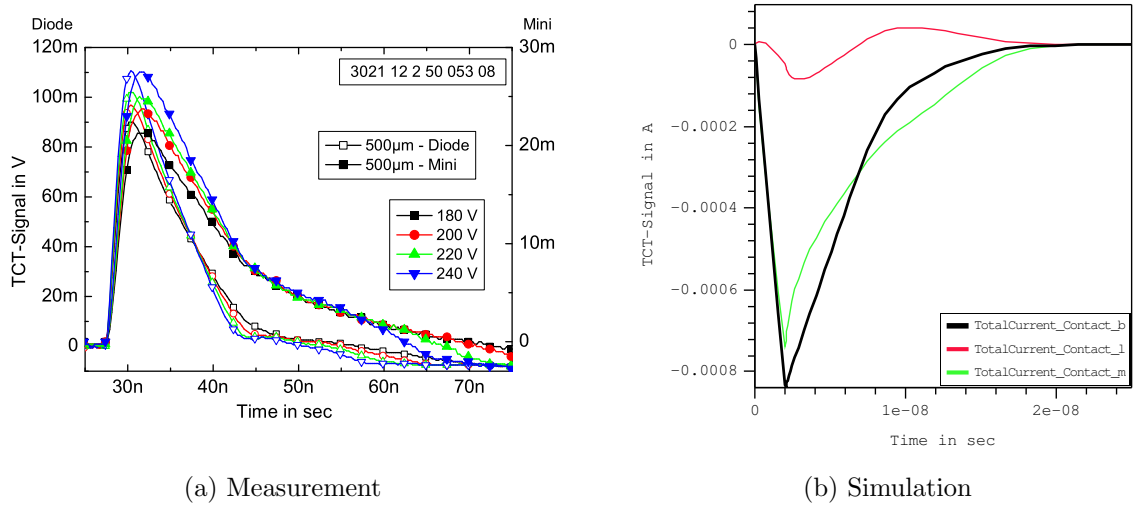 Diode
Mini
120m
100m
80m
60m
40m
20m
0
30m
20m
10m
0
TCT-Signal in V
3021 12 2 50 053 08
500µm - Diode
500µm - Mini
180 V
200 V
220 V
240 V
30n 40n 50n 60n 70n
Time in sec
(a) Measurement
0
-0.0002
-0.0004
-0.0006
-0.0008
TCT-Signal in A
TotalCurrent_Contact_b
TotalCurrent_Contact_l
TotalCurrent_Contact_m
0 1e-08 2e-08
Time in sec
(b) Simulation